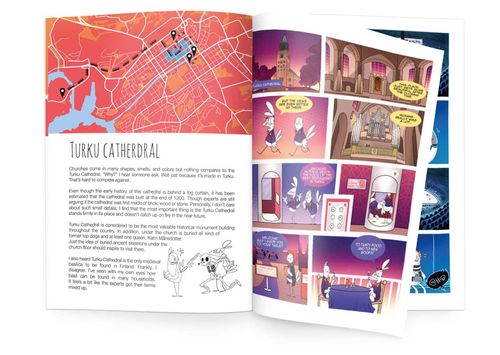 TURKU CATHERDRAL
Churches come in many shapes, smells, and colors but nothing compares to the
Turku Cathedral. "Why?" I hear someone ask. Well just because it's made in Turku.
That's hard to compete against.
Even though the early history of this cathedral is behind a fog curtain, it has been
estimated that the cathedral was built at the end of 1200. Though experts are still
arguing if the cathedral was first made of brick, wood or stone. Personally, I don't care
about such small details, I find that the most important thing is the Turku Cathedral
stands firmly in its place and doesn't catch up on fire in the near future.
Turku Cathedral is considered to be the most valuable historical monument building
throughout the country. In addition, under the church is buried all kind of
former top dogs and at least one queen, Karin Månsdotter.
Just the idea of buried ancient skeletons under the
church floor should inspire to visit there.
I also heard Turku Cathedral is the only medieval
basilica to be found in Finland. Frankly, I
disagree. I've seen with my own eyes how
basil can be found in many households.
It feels a bit like the experts got their terms
mixed up.
TURKU CATHEDRAL
BUT THE VIEWS
ARE EVEN BETTER
UP THERE!
TO TASTY FOOD
AND TO NEW
BOOKS!